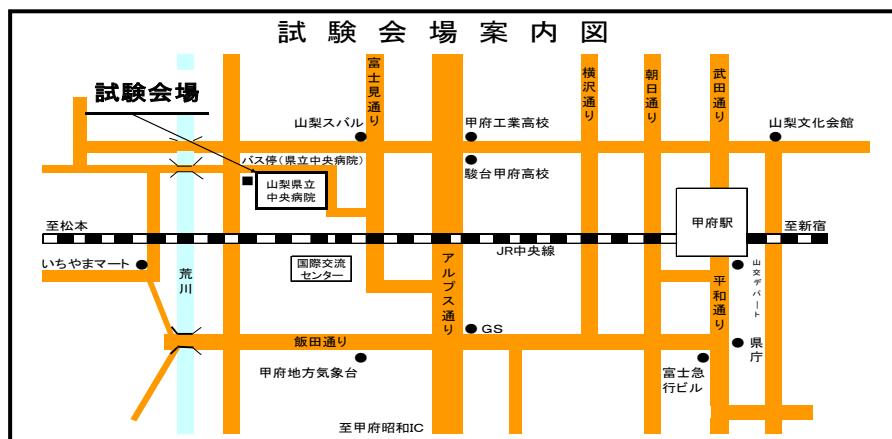 試験会場案内図
試験会場
富士見通り
横沢通り
朝日通り
武田通り
山梨スバル
甲府工業高校
山梨文化会館
バス停(県立中央病院)
駿台甲府高校
山梨県立
中央病院
至松本
甲府駅
至新宿
JR中央線
いちやまマート
荒川
国際交流
センター
アルプス通り
平和通り
山交デパート
飯田通り
GS
県庁
甲府地方気象台
富士急
行ビル
至甲府昭和IC